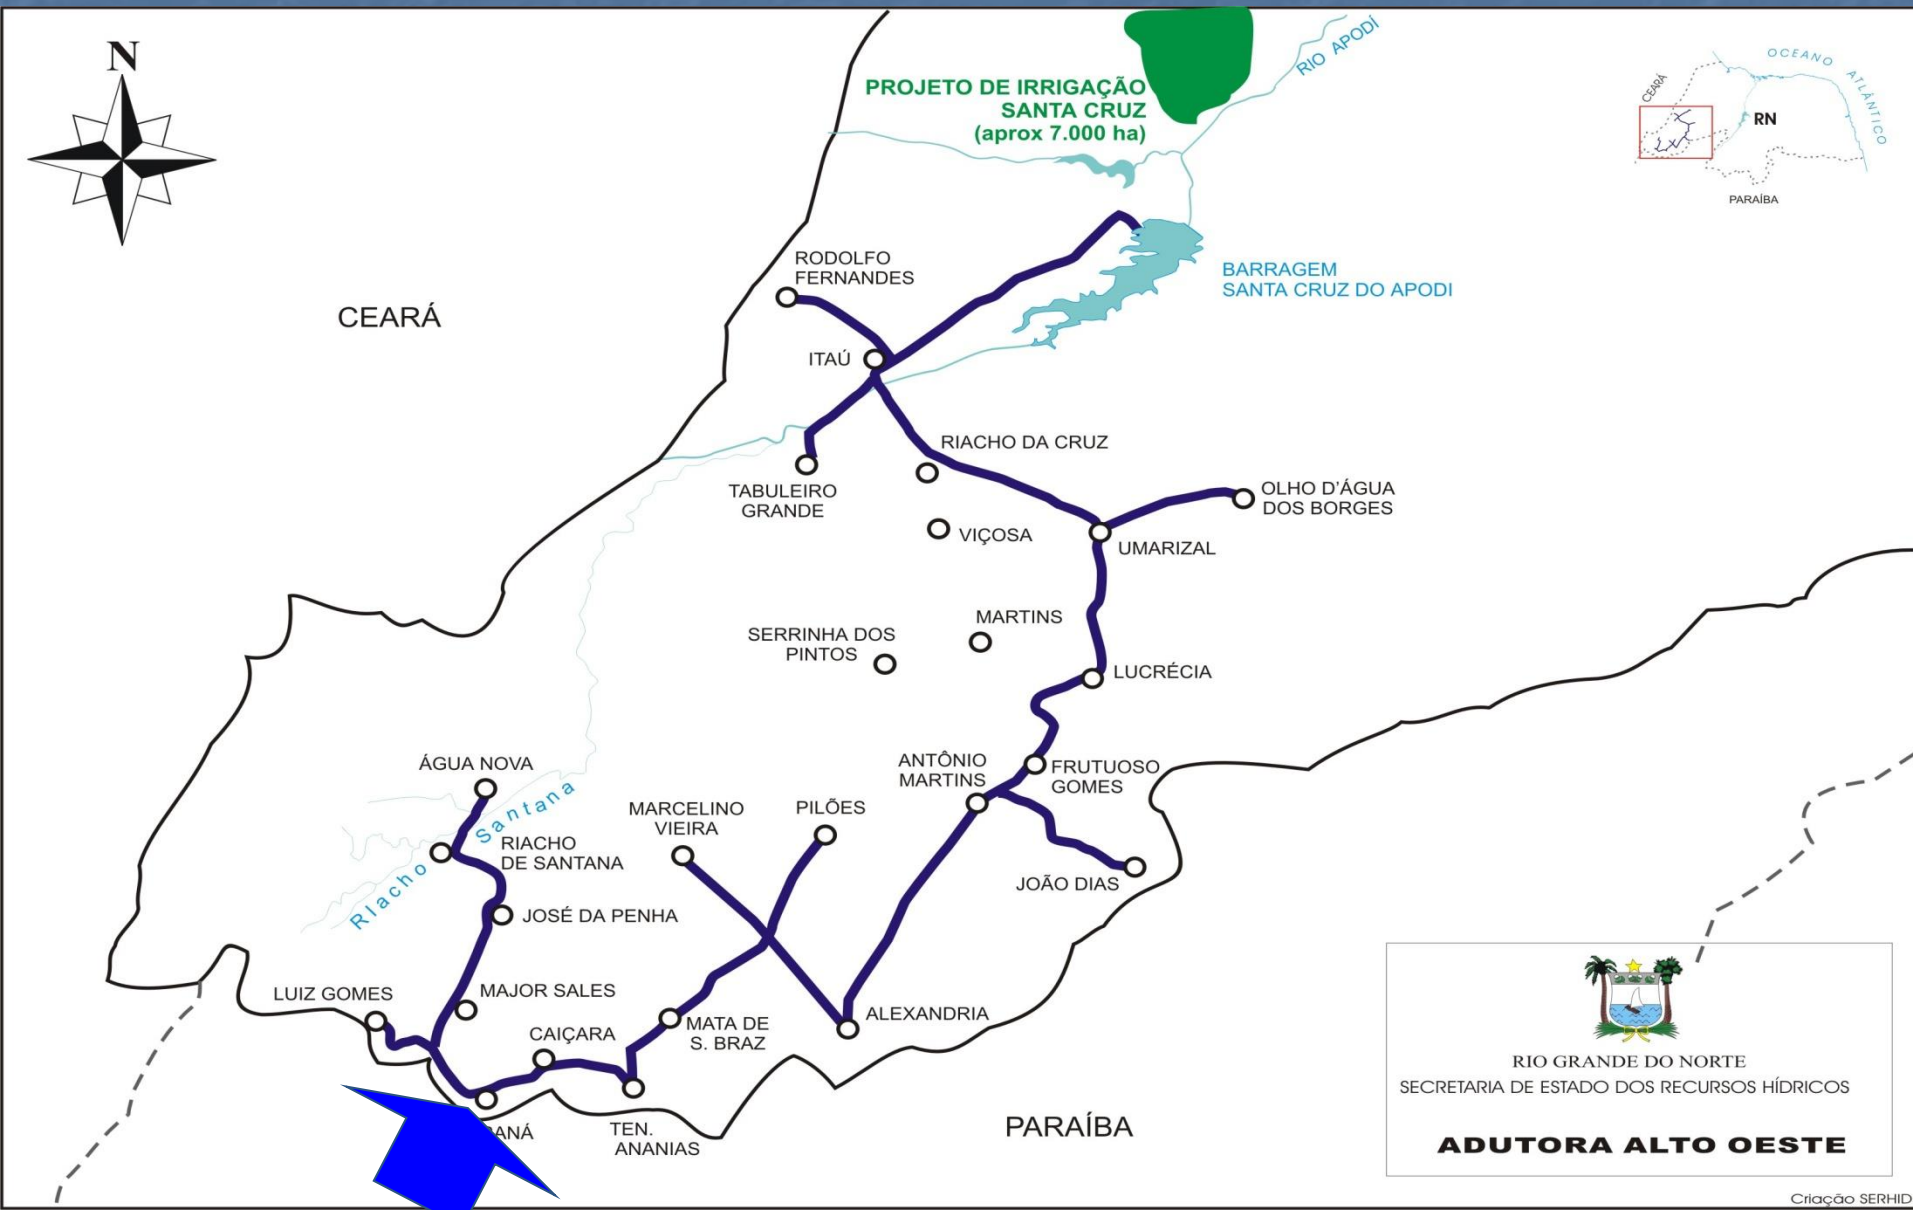 N
PROJETO DE IRRIGAÇÃO
SANTA CRUZ
(aprox 7.000 ha)
RIO APODÍ
OCEANO ATLÂNTICO
CEARÁ
RN
PARAÍBA
RODOLFO
FERNANDES
BARRAGEM
SANTA CRUZ DO APODI
CEARÁ
ITAÚ
RIACHO DA CRUZ
TABULEIRO
GRANDE
OLHO D'ÁGUA
DOS BORGES
VIÇOSA
UMARIZAL
MARTINS
SERRINHA DOS
PINTOS
LUCRÉCIA
ÁGUA NOVA
ANTÔNIO
MARTINS
FRUTUOSO
GOMES
MARCELINO
VIEIRA
PILÕES
RIacho Santana
RIACHO
DE SANTANA
JOÃO DIAS
JOSÉ DA PENHA
LUIZ GOMES
MAJOR SALES
CAIÇARA
MATA DE
S. BRAZ
ALEXANDRIA
TEN.
ANANIAS
PARAÍBA
RIO GRANDE DO NORTE
SECRETARIA DE ESTADO DOS RECURSOS HÍDRICOS
ADUTORA ALTO OESTE
Criação SERHID